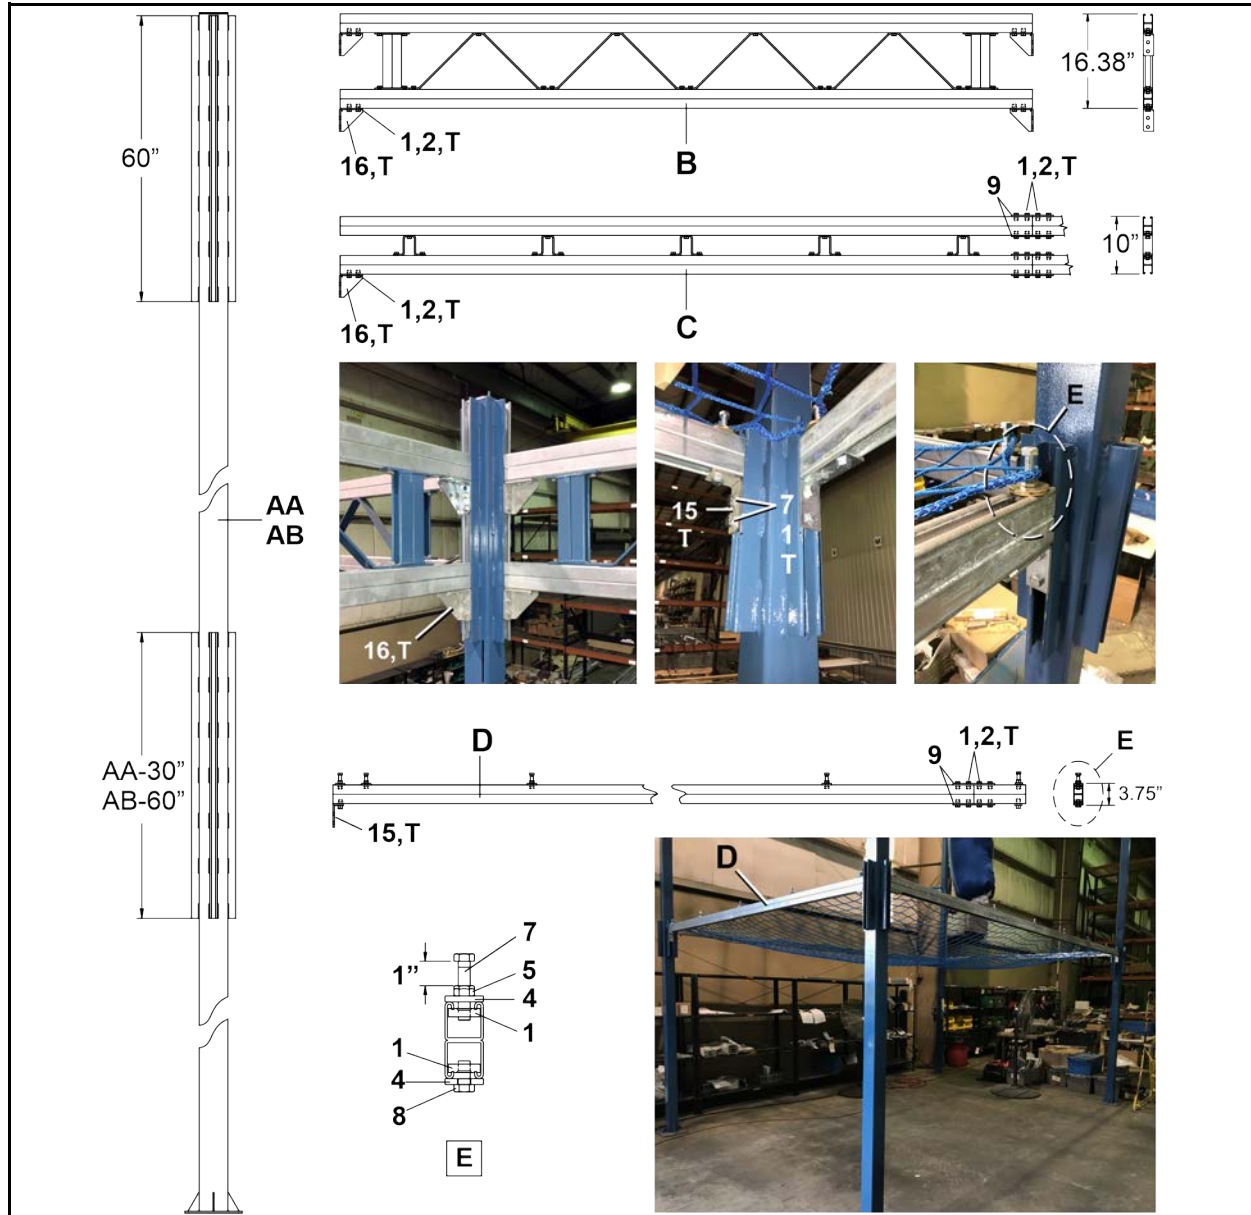 60”
16.38”
1,2,T
16,T
B
9
1,2,T
10”
1,2,T
16,T
C
AA
AB
16,T
15
T
7
1
T
E
AA-30”
AB-60”
D
9
1,2,T
E
3.75”
15,T
D
7
1”
5
4
1
1
4
8
E